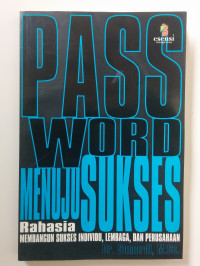 esensi
PASS
WORD
MENUJU SUKSES
Rahasia
MEMBANGUN SUKSES INDIVIDU, LEMBAGA, DAN PERUSAHAAN